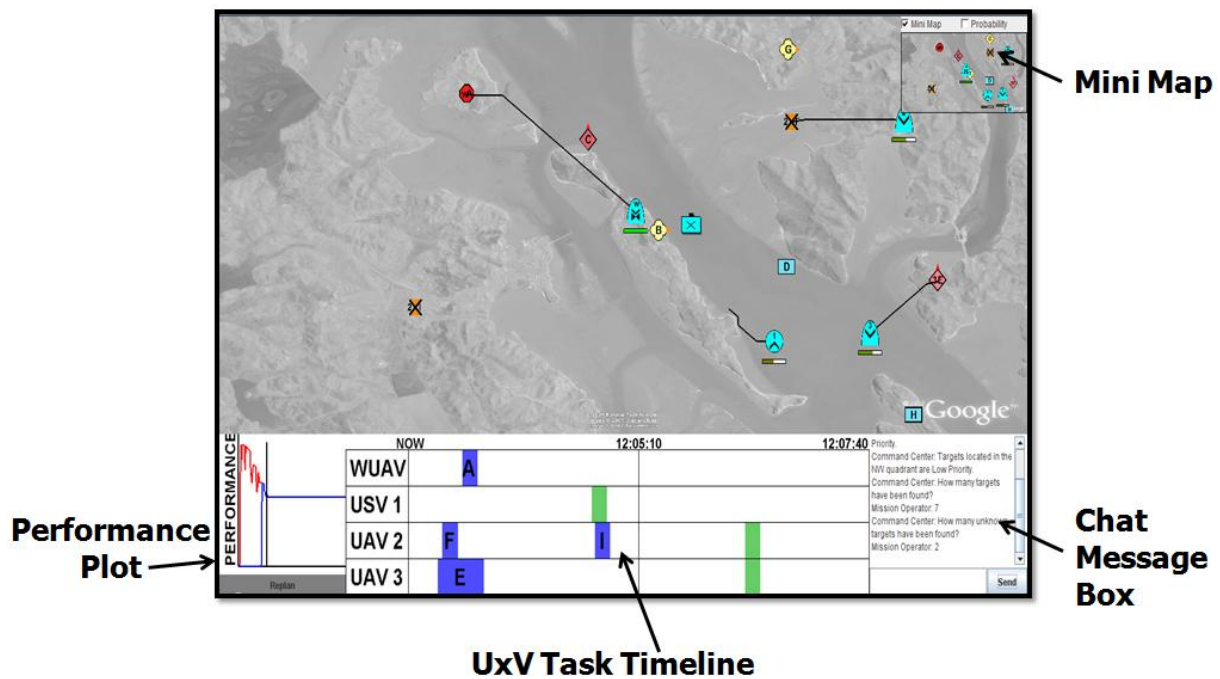 Mini Map
Probability
Mini Map
G
C
W
B
D
1
3
H
Google
PERFORMANCE
NOW
12:05:10
12:07:40
WUAV
A
USV 1
UAV 2
F
I
UAV 3
E
Replan
Priority.
Command Center: Targets located in the
NW quadrant are Low Priority.
Command Center: How many targets
have been found?
Mission Operator: 7
Command Center: How many unknown
targets have been found?
Mission Operator: 2
Send
Performance
Plot
Chat
Message
Box
UxV Task Timeline